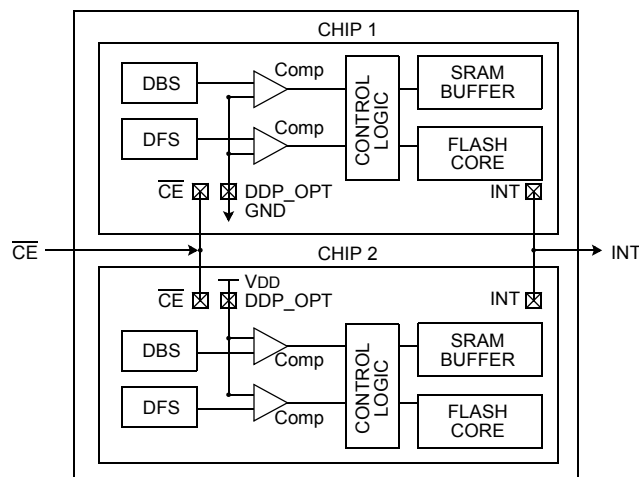 CHIP 1
DBS
Comp
CONTROL
LOGIC
SRAM
BUFFER
DFS
Comp
FLASH
CORE
CE
DDP_OPT
GND
INT
CE
INT
CHIP 2
VDD
CE
DDP_OPT
INT
DBS
Comp
CONTROL
LOGIC
SRAM
BUFFER
DFS
Comp
FLASH
CORE